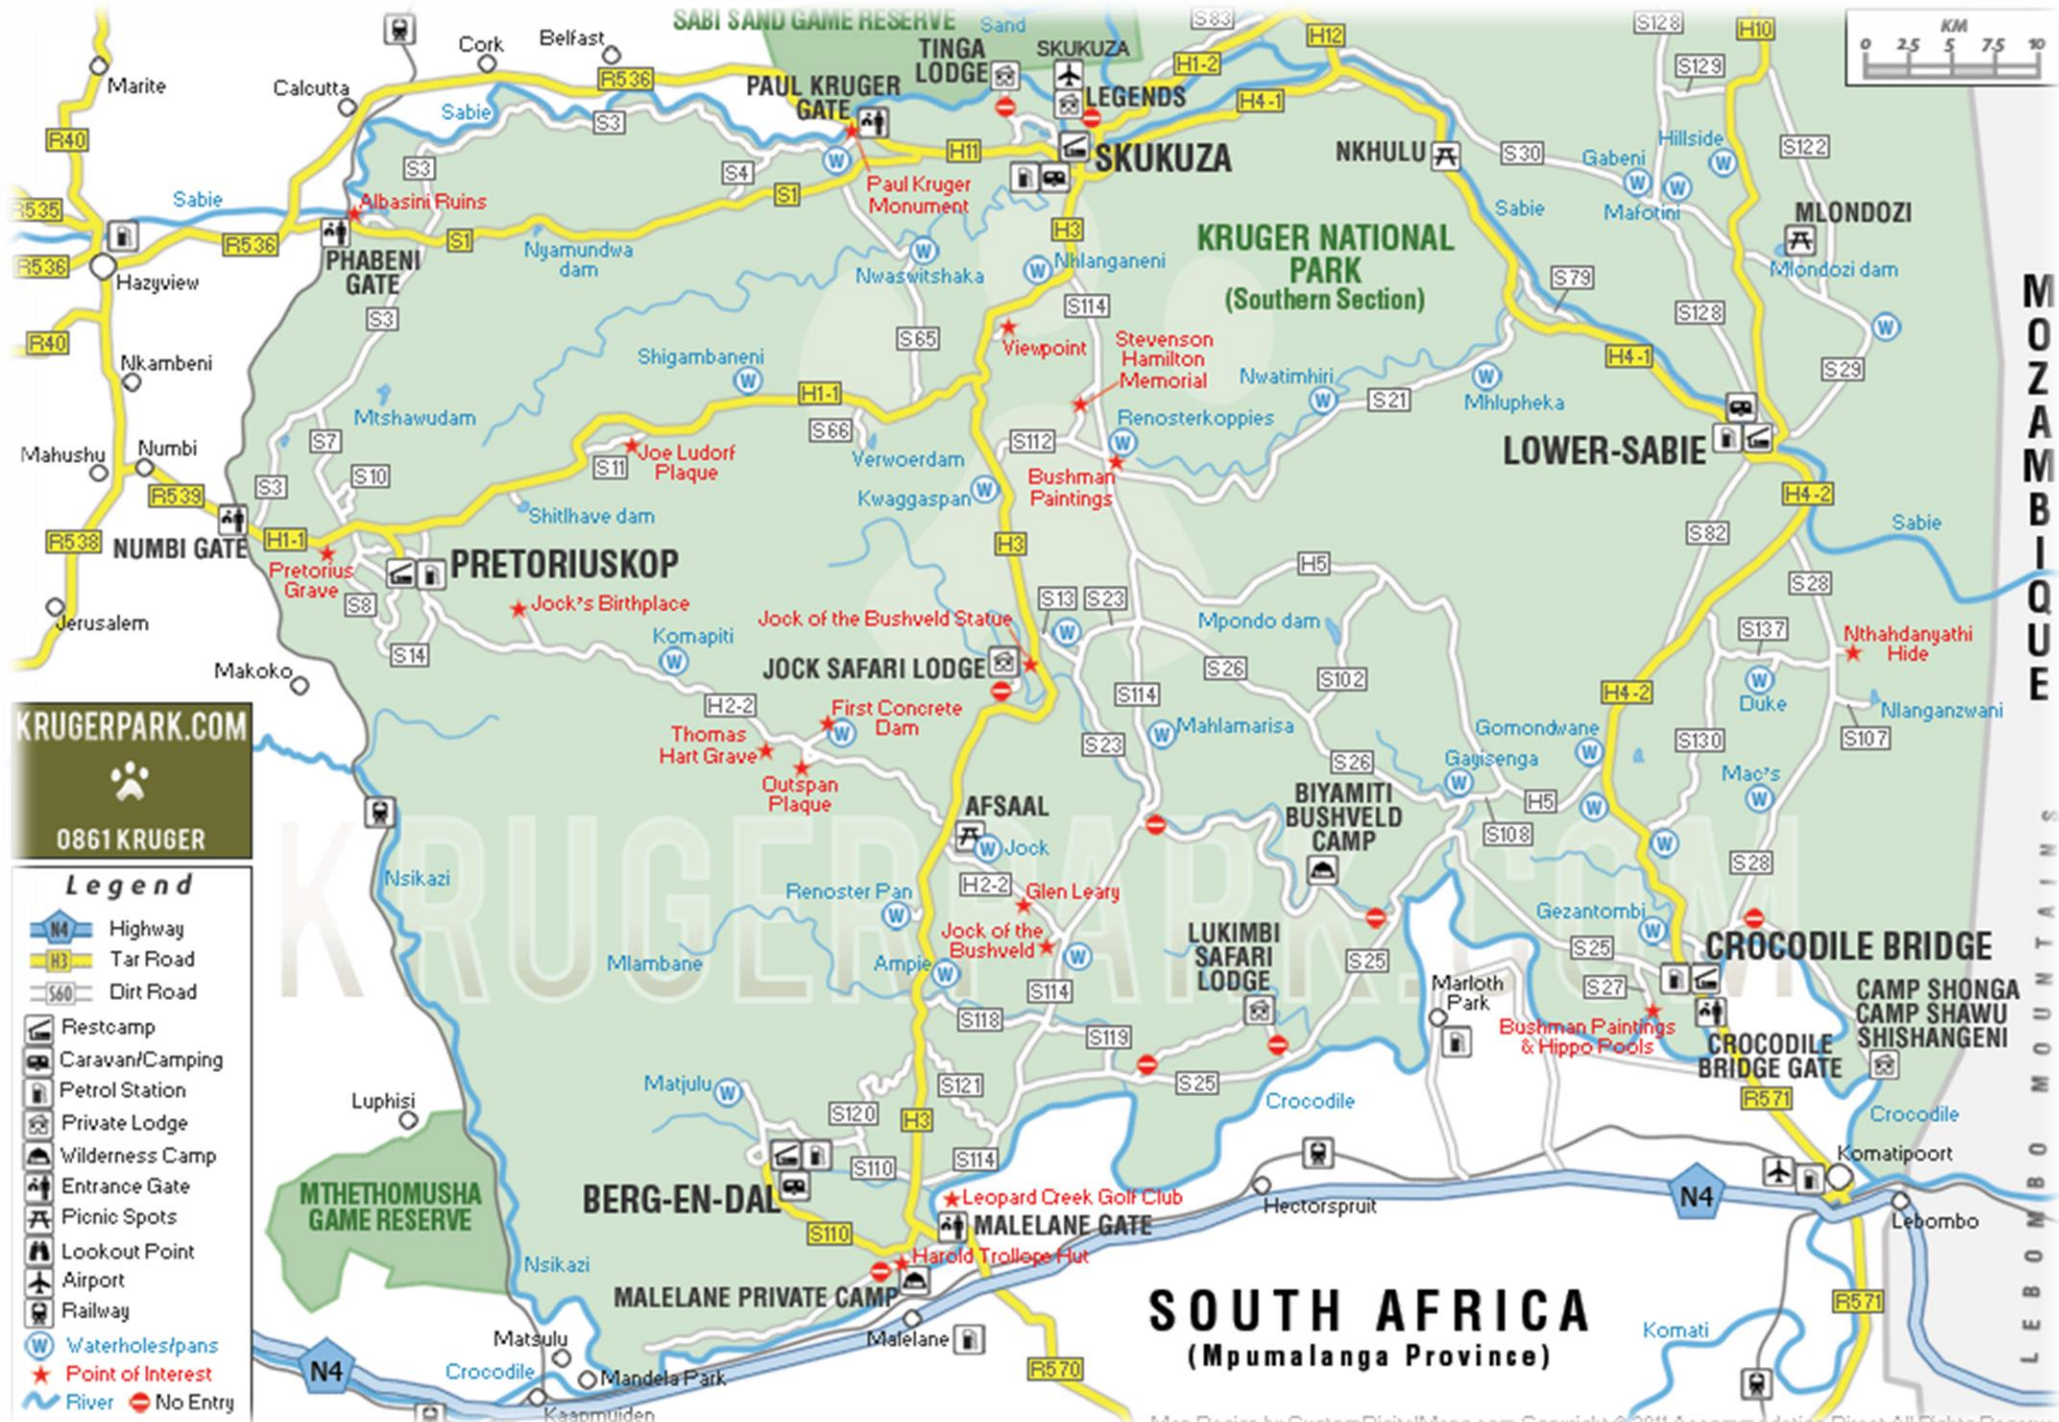 SABI SAND GAME RESERVE
Sand
S83
H12
S128
H10
KM
0 2.5 5 7.5 10
Marite
Cork
Belfast
TINGA
LODGE
SKUKUZA
H1-2
S129
Calcutta
R536
PAUL KRUGER
GATE
LEGENDS
H4-1
R40
Sabie
S3
H11
SKUKUZA
NKHULU
S30
Gabeni
Hillside
S122
S3
S4
W
S1
Paul Kruger
Monument
W
W
W
Mafotini
R535
Sabie
Albasini Ruins
Sabie
MLONDOZI
R536
R536
S1
PHABENI
GATE
Nyamundwa
dam
H3
KRUGER NATIONAL
PARK
(Southern Section)
Hazyview
W
Nwaswitshaka
W
Nhlanganeni
Mlondozi dam
S79
S3
S114
S128
W
R40
S65
Viewpoint
Stevenson
Hamilton
Memorial
H4-1
S29
Nkambeni
Shigambaneni
W
H1-1
Nwatimhiri
W
S21
W
Mhlupheka
Mtshawudam
S66
Renosterkoppies
W
Mahushu
Numbi
S7
S11
Joe Ludorf
Plaque
Verwoerdam
S112
LOWER-SABIE
S3
S10
Kwaggaspan
W
Bushman
Paintings
H4-2
R539
Shitlhave dam
Sabie
R538
NUMBI GATE
H1-1
H3
S82
Pretorius
Grave
PRETORIUSKOP
H5
S28
S8
Jock's Birthplace
S13
S23
Jerusalem
Jock of the Bushveld Statue
W
Mpondo dam
S137
Nthahdanyathi
Hide
S14
Komapiti
W
JOCK SAFARI LODGE
S26
S102
Makoko
H4-2
W
Duke
H2-2
First Concrete
Dam
W
S114
Nlanganzwani
KRUGERPARK.COM
0861 KRUGER
Thomas
Hart Grave
Outspan
Plaque
S23
W
Mahlamarisa
Gomondwane
W
S130
S107
S26
Gayisenga
W
Mac's
W
AFSAAL
BIYAMITI
BUSHVELD
CAMP
H5
W
S108
W
W
Jock
KRUGERPARK.COM
H2-2
Glen Leary
S28
Nsikazi
Renoster Pan
W
Jock of the
Bushveld
W
Gezantombi
W
LUKIMBI
SAFARI
LODGE
S25
S25
CROCODILE BRIDGE
Mlambane
Ampie
W
S114
Marloth
Park
S27
CAMP SHONGA
CAMP SHAWU
SHISHANGENI
S118
S119
Bushman Paintings
& Hippo Pools
CROCODILE
BRIDGE GATE
Matjulu
W
S121
S25
R571
Luphisi
S120
H3
Crocodile
Crocodile
S110
S114
Komatipoort
MTHETHOMUSHA
GAME RESERVE
BERG-EN-DAL
Leopard Creek Golf Club
N4
Hectorspruit
Lebombo
S110
MALELANE GATE
Harold Trollope Hut
Nsikazi
MALELANE PRIVATE CAMP
Malelane
SOUTH AFRICA
(Mpumalanga Province)
R571
Komati
Matsulu
N4
Crocodile
Mandela Park
R570
Kaapmuiden
MOZAMBIQUE
LEBOMBO MOUNTAINS
Legend
N4 Highway
H3 Tar Road
S60 Dirt Road
Restcamp
Caravan/Camping
Petrol Station
Private Lodge
Wilderness Camp
Entrance Gate
Picnic Spots
Lookout Point
Airport
Railway
W Waterholes/pans
Point of Interest
River
No Entry